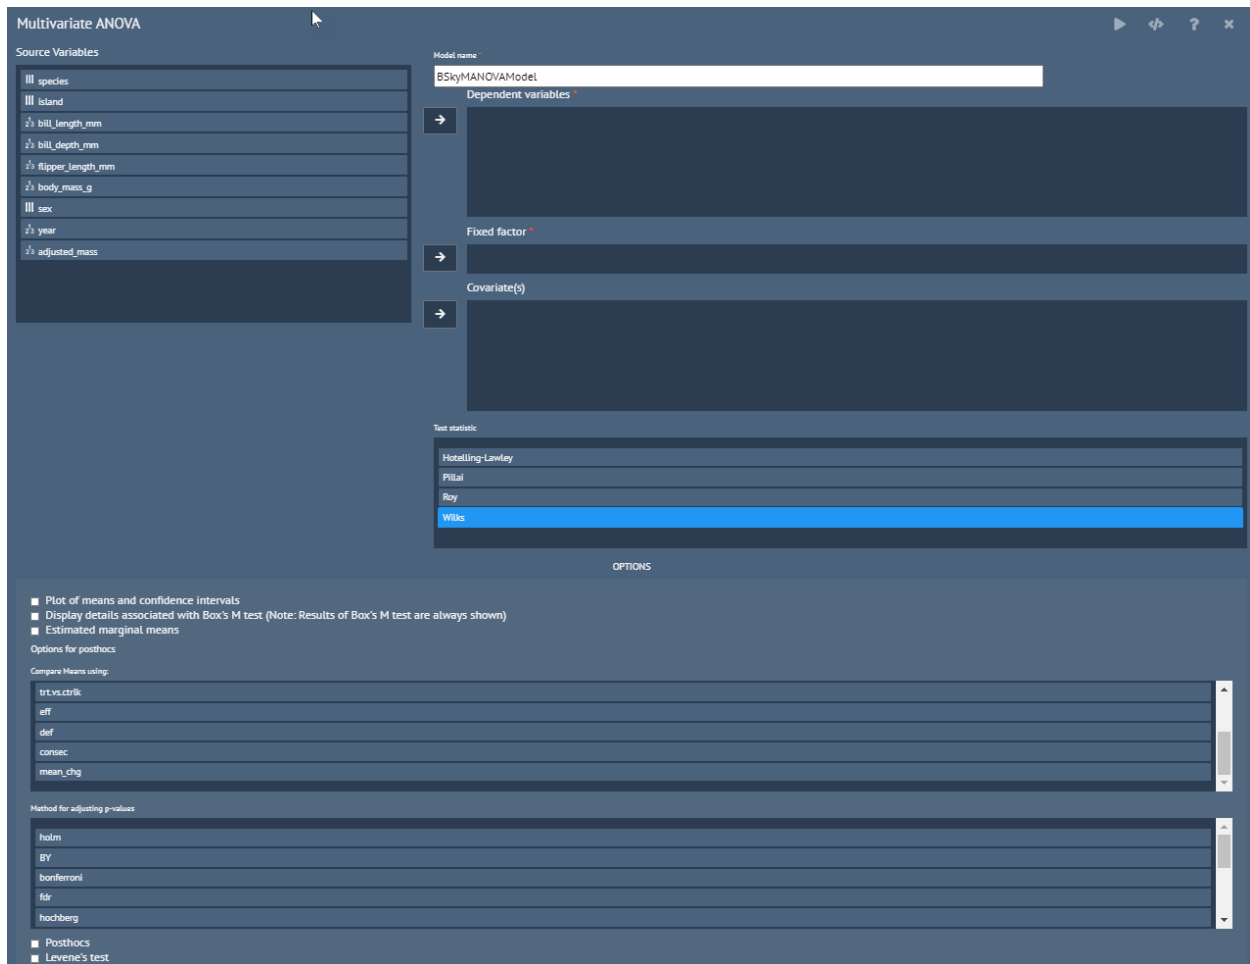 Multivariate ANOVA
Source Variables
species
island
bill_length_mm
bill_depth_mm
flipper_length_mm
body_mass_g
sex
year
adjusted_mass
Model name *
BSkyMANOVAModel
Dependent variables *
Fixed factor *
Covariate(s)
Test statistic
Hotelling-Lawley
Pillai
Roy
Wilks
OPTIONS
Plot of means and confidence intervals
Display details associated with Box's M test (Note: Results of Box's M test are always shown)
Estimated marginal means
Options for posthocs
Compare Means using:
trt.vs.ctrlk
eff
def
consec
mean_chg
Method for adjusting p-values
holm
BY
bonferroni
fdr
hochberg
Posthocs
Levene's test